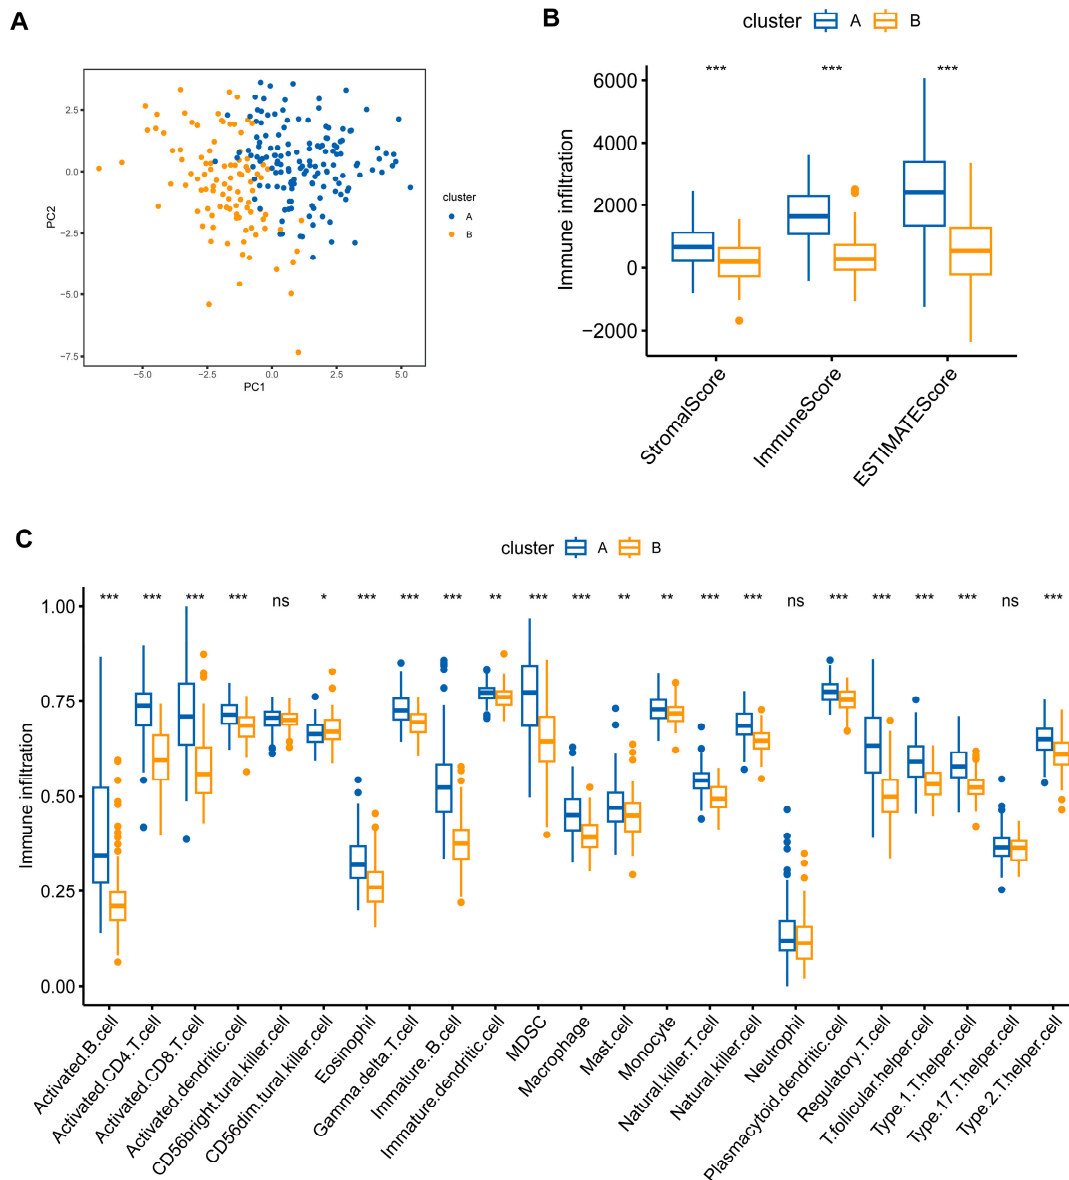 A
2.5
0.0
−2.5
−5.0
−7.5
PC2
−5.0
−2.5
0.0
2.5
5.0
PC1
cluster
A
B
B
cluster A B
*** *** ***
6000
4000
2000
0
−2000
Immune infiltration
StromalScore
ImmuneScore
ESTIMATEScore
C
cluster A B
*** *** *** *** ns * *** *** *** ** *** *** ** ** *** *** ns *** *** *** *** ns ***
1.00
0.75
0.50
0.25
0.00
Immune infiltration
Activated.B.cell
Activated.CD4.T.cell
Activated.CD8.T.cell
Activated.dendritic.cell
CD56bright.tural.killer.cell
CD56dim.tural.killer.cell
Eosinophil
Gamma.delta.T.cell
Immature..B.cell
Immature.dendritic.cell
MDSC
Macrophage
Mast.cell
Monocyte
Natural.killer.T.cell
Natural.killer.cell
Neutrophil
Plasmacytoid.dendritic.cell
Regulatory.T.cell
T.follicular.helper.cell
Type.1.T.helper.cell
Type.17.T.helper.cell
Type.2.T.helper.cell